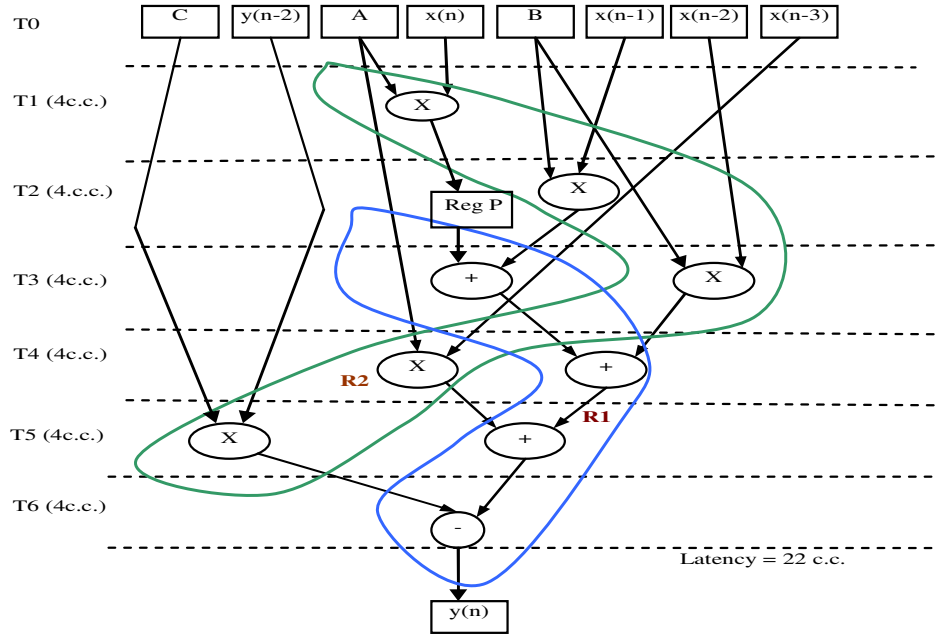 T0 C y(n-2) A x(n) B x(n-1) x(n-2) x(n-3)
T1 (4c.c.) X
T2 (4.c.c.) X
Reg P
T3 (4c.c.) + X
T4 (4c.c.) X +
R2
R1
T5 (4c.c.) X +
T6 (4c.c.)
-
Latency = 22 c.c.
y(n)